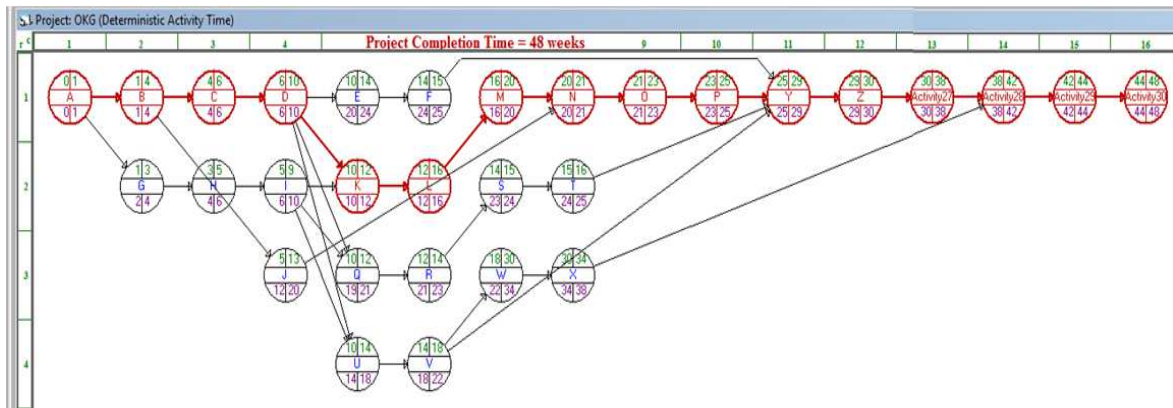 Project: OKG (Deterministic Activity Time)
r c 1 2 3 4 Project Completion Time = 48 weeks 9 10 11 12 13 14 15 16
1
0 1 1 4 4 6 6 10 10 14 14 15 16 20 20 21 21 23 23 25 25 29 29 30 30 38 38 42 42 44 44 48
A B C D E F M N O P Y Z Activity27 Activity28 Activity29 Activity30
0 1 1 4 4 6 6 10 20 24 24 25 16 20 20 21 21 23 23 25 25 29 29 30 30 38 38 42 42 44 44 48
2
1 3 3 5 5 9 10 12 12 16 14 15 15 16
G H I K L S T
2 4 4 6 6 10 10 12 12 16 23 24 24 25
3
5 13 10 12 12 14 18 30 30 34
J Q R W X
12 20 19 21 21 23 22 34 34 38
4
10 14 14 18
U V
14 18 18 22